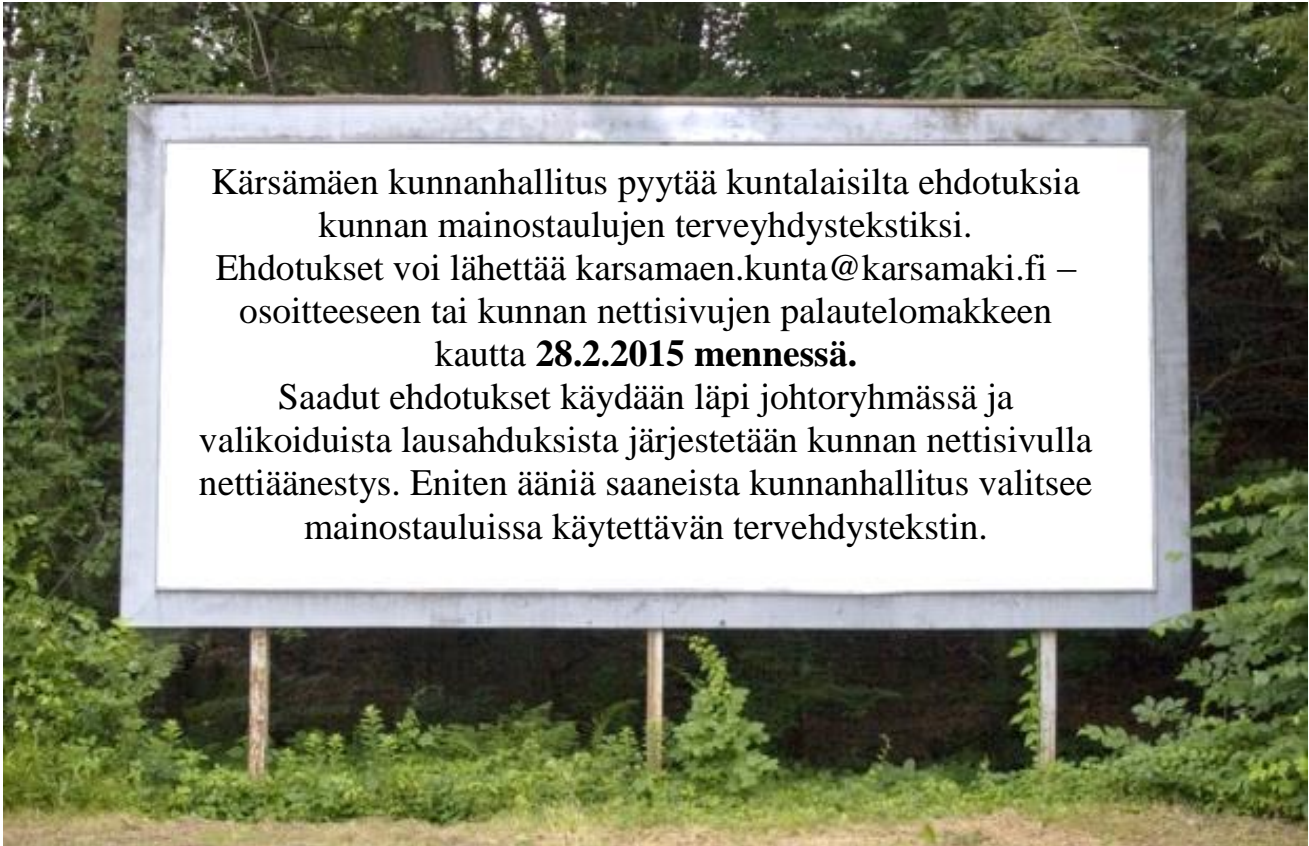 Kärsämäen kunnanhallitus pyytää kuntalaisilta ehdotuksia
kunnan mainostaulujen terveyhdystekstiksi.
Ehdotukset voi lähettää karsamaen.kunta@karsamaki.fi –
osoitteeseen tai kunnan nettisivujen palautelomakkeen
kautta 28.2.2015 mennessä.
Saadut ehdotukset käydään läpi johtoryhmässä ja
valikoiduista lausahduksista järjestetään kunnan nettisivulla
nettiäänestys. Eniten ääniä saaneista kunnanhallitus valitsee
mainostauluissa käytettävän tervehdystekstin.